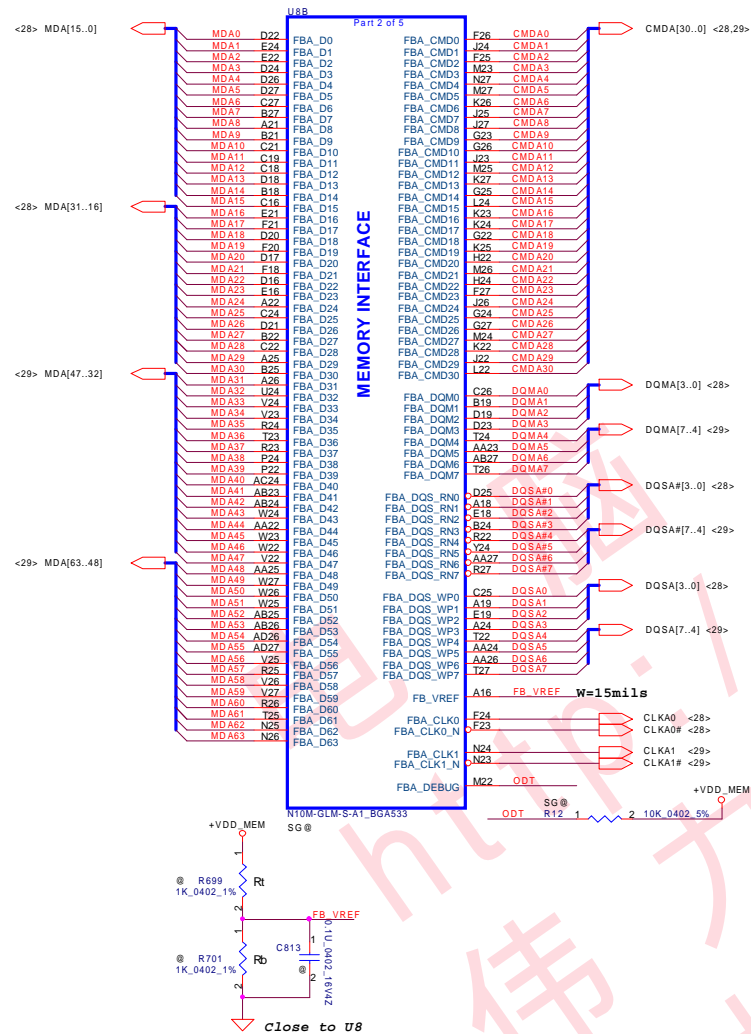 U8B
Part 2 of 5
<28> MDA[15..0]
CMDA[30..0] <28,29>
MDA0 D22 FBA_D0 FBA_CMD0 F26 CMDA0
MDA1 E24 FBA_D1 FBA_CMD1 J24 CMDA1
MDA2 E22 FBA_D2 FBA_CMD2 F25 CMDA2
MDA3 D24 FBA_D3 FBA_CMD3 M23 CMDA3
MDA4 D26 FBA_D4 FBA_CMD4 N27 CMDA4
MDA5 D27 FBA_D5 FBA_CMD5 M27 CMDA5
MDA6 C27 FBA_D6 FBA_CMD6 K26 CMDA6
MDA7 B27 FBA_D7 FBA_CMD7 J25 CMDA7
MDA8 A21 FBA_D8 FBA_CMD8 J27 CMDA8
MDA9 B21 FBA_D9 FBA_CMD9 G23 CMDA9
MDA10 C21 FBA_D10 FBA_CMD10 G26 CMDA10
MDA11 C19 FBA_D11 FBA_CMD11 J23 CMDA11
MDA12 C18 FBA_D12 FBA_CMD12 M25 CMDA12
MDA13 D18 FBA_D13 FBA_CMD13 K27 CMDA13
MDA14 B18 FBA_D14 FBA_CMD14 G25 CMDA14
MDA15 C16 FBA_D15 FBA_CMD15 L24 CMDA15
<28> MDA[31..16]
MDA16 E21 FBA_D16 FBA_CMD16 K23 CMDA16
MDA17 F21 FBA_D17 FBA_CMD17 K24 CMDA17
MDA18 D20 FBA_D18 FBA_CMD18 G22 CMDA18
MDA19 F20 FBA_D19 FBA_CMD19 K25 CMDA19
MDA20 D17 FBA_D20 FBA_CMD20 H22 CMDA20
MDA21 F18 FBA_D21 FBA_CMD21 M26 CMDA21
MDA22 D16 FBA_D22 FBA_CMD22 H24 CMDA22
MDA23 E16 FBA_D23 FBA_CMD23 F27 CMDA23
MDA24 A22 FBA_D24 FBA_CMD24 J26 CMDA24
MDA25 C24 FBA_D25 FBA_CMD25 G24 CMDA25
MDA26 D21 FBA_D26 FBA_CMD26 G27 CMDA26
MDA27 B22 FBA_D27 FBA_CMD27 M24 CMDA27
MDA28 C22 FBA_D28 FBA_CMD28 K22 CMDA28
MDA29 A25 FBA_D29 FBA_CMD29 J22 CMDA29
MDA30 B25 FBA_D30 FBA_CMD30 L22 CMDA30
MEMORY INTERFACE
<29> MDA[47..32]
MDA31 A26 FBA_D31
MDA32 U24 FBA_D32 FBA_DQM0 C26 DQMA0
MDA33 V24 FBA_D33 FBA_DQM1 B19 DQMA1
MDA34 V23 FBA_D34 FBA_DQM2 D19 DQMA2
MDA35 R24 FBA_D35 FBA_DQM3 D23 DQMA3
MDA36 T23 FBA_D36 FBA_DQM4 T24 DQMA4
MDA37 R23 FBA_D37 FBA_DQM5 AA23 DQMA5
MDA38 P24 FBA_D38 FBA_DQM6 AB27 DQMA6
MDA39 P22 FBA_D39 FBA_DQM7 T26 DQMA7
DQMA[3..0] <28>
DQMA[7..4] <29>
MDA40 AC24 FBA_D40
MDA41 AB23 FBA_D41 FBA_DQS_RN0 D25 DQSA#0
MDA42 AB24 FBA_D42 FBA_DQS_RN1 A18 DQSA#1
MDA43 W24 FBA_D43 FBA_DQS_RN2 E18 DQSA#2
MDA44 AA22 FBA_D44 FBA_DQS_RN3 B24 DQSA#3
MDA45 W23 FBA_D45 FBA_DQS_RN4 R22 DQSA#4
MDA46 W22 FBA_D46 FBA_DQS_RN5 Y24 DQSA#5
MDA47 V22 FBA_D47 FBA_DQS_RN6 AA27 DQSA#6
MDA48 AA25 FBA_D48 FBA_DQS_RN7 R27 DQSA#7
DQSA#[3..0] <28>
DQSA#[7..4] <29>
<29> MDA[63..48]
MDA49 W27 FBA_D49
MDA50 W26 FBA_D50 FBA_DQS_WP0 C25 DQSA0
MDA51 W25 FBA_D51 FBA_DQS_WP1 A19 DQSA1
MDA52 AB25 FBA_D52 FBA_DQS_WP2 E19 DQSA2
MDA53 AB26 FBA_D53 FBA_DQS_WP3 A24 DQSA3
MDA54 AD26 FBA_D54 FBA_DQS_WP4 T22 DQSA4
MDA55 AD27 FBA_D55 FBA_DQS_WP5 AA24 DQSA5
MDA56 V25 FBA_D56 FBA_DQS_WP6 AA26 DQSA6
MDA57 R25 FBA_D57 FBA_DQS_WP7 T27 DQSA7
DQSA[3..0] <28>
DQSA[7..4] <29>
MDA58 V26 FBA_D58
MDA59 V27 FBA_D59 FB_VREF A16 FB_VREF W=15mils
MDA60 R26 FBA_D60
MDA61 T25 FBA_D61 FBA_CLK0 F24 CLKA0 <28>
MDA62 N25 FBA_D62 FBA_CLK0_N F23 CLKA0# <28>
MDA63 N26 FBA_D63
FBA_CLK1 N24 CLKA1 <29>
FBA_CLK1_N N23 CLKA1# <29>
FBA_DEBUG M22 ODT
N10M-GLM-S-A1_BGA533
SG@
+VDD_MEM
SG@
ODT R12 1 2 10K_0402_5%
+VDD_MEM
1
@ R699 Rt
1K_0402_1%
2
FB_VREF
1
@ R701 Rb
1K_0402_1%
2
C813 1
@
2
0.1U_0402_16V4Z
Close to U8
电脑
http:/
伟力